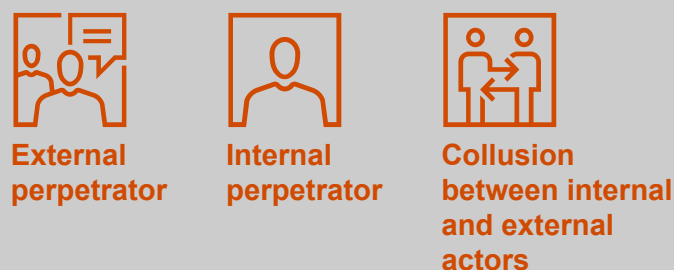 External
perpetrator
Internal
perpetrator
Collusion
between internal
and external
actors